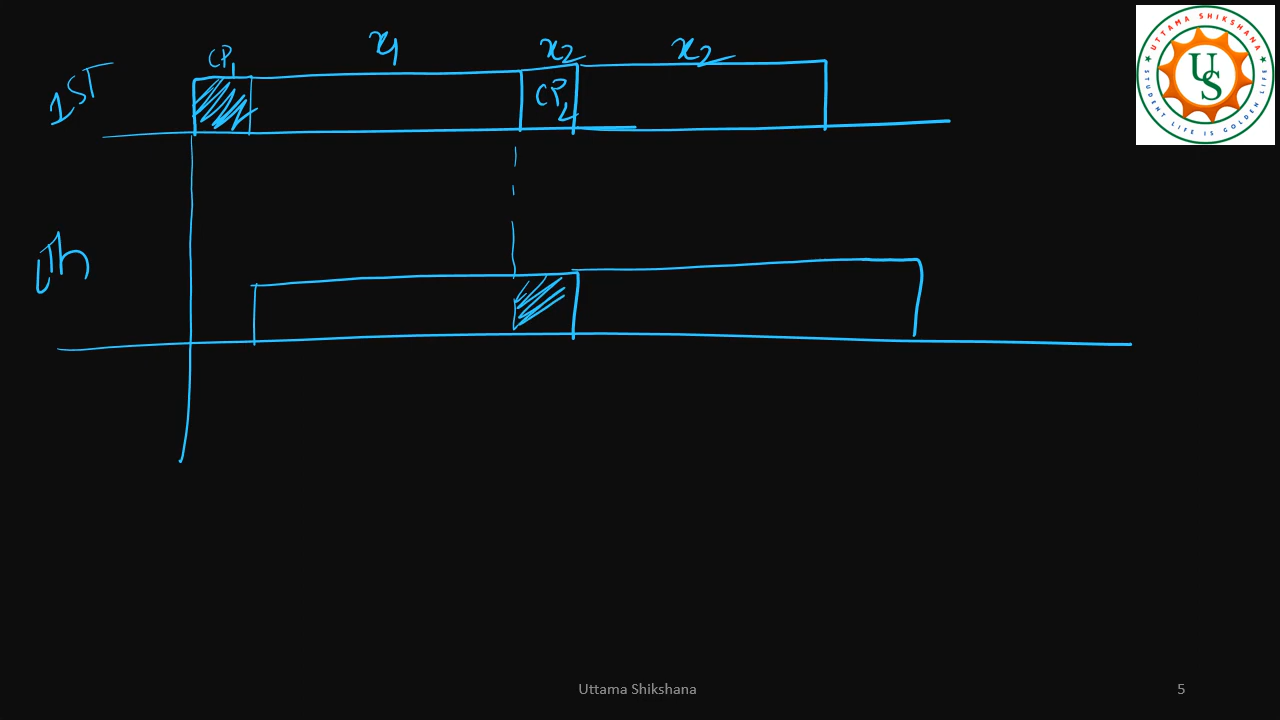 1ST CP1 x1 x2 x2
CP2
ith
UTTAMA SHIKSHANA
US
STUDENT LIFE IS GOLDEN LIFE
Uttama Shikshana 5